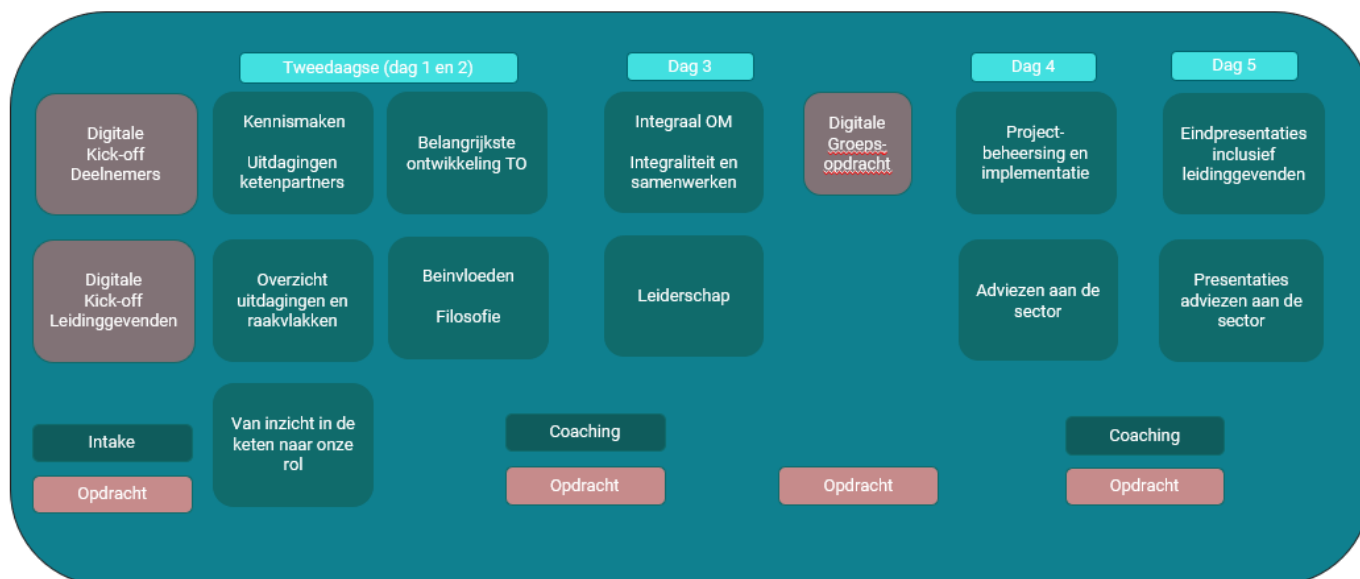 Tweedaagse (dag 1 en 2)
Dag 3
Dag 4
Dag 5
Digitale
Kick-off
Deelnemers
Kennismaken
Uitdagingen
ketenpartners
Belangrijkste
ontwikkeling TO
Integraal OM
Integraliteit en
samenwerken
Digitale
Groeps-
opdracht
Project-
beheersing en
implementatie
Eindpresentaties
inclusief
leidinggevenden
Digitale
Kick-off
Leidinggevenden
Overzicht
uitdagingen en
raakvlakken
Beinvloeden
Filosofie
Leiderschap
Adviezen aan de
sector
Presentaties
adviezen aan de
sector
Intake
Opdracht
Van inzicht in de
keten naar onze
rol
Coaching
Opdracht
Opdracht
Coaching
Opdracht